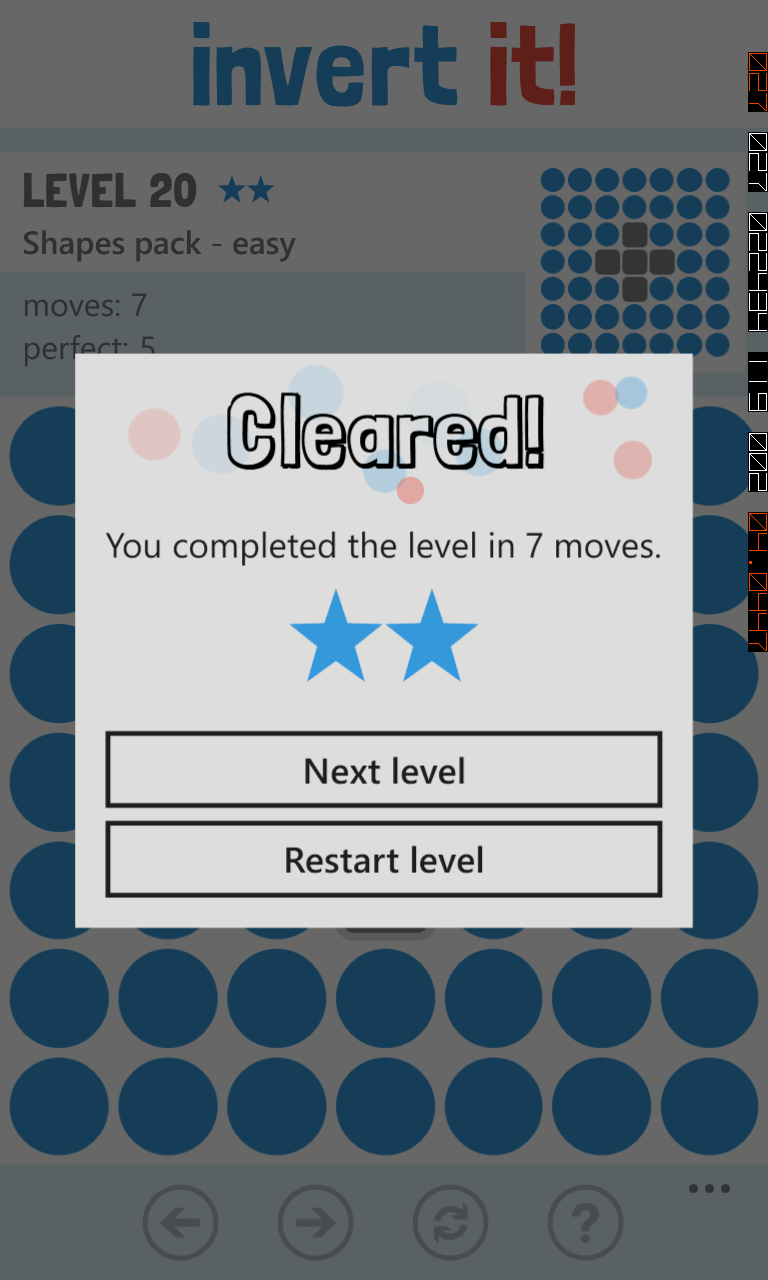 invert it!
LEVEL 20
Shapes pack - easy
moves: 7
perfect: 5
Cleared!
You completed the level in 7 moves.
Next level
Restart level
?